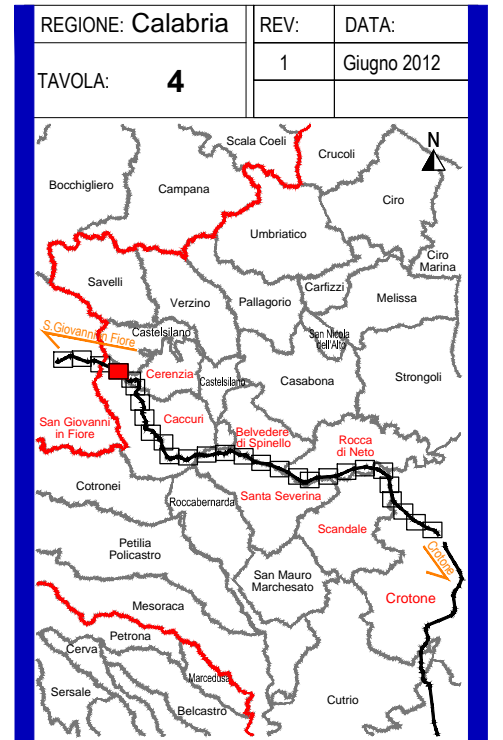 REGIONE: Calabria
REV:
DATA:
TAVOLA: 4
1
Giugno 2012
Scala Coeli
Crucoli
N
Bocchigliero
Campana
Ciro
Umbriatico
Ciro
Marina
Savelli
Verzino
Pallagorio
Carfizzi
Melissa
S.Giovanni in Fiore
Castelsilano
San Nicola
dell'Alto
Cerenzia
Castelsilano
Casabona
Strongoli
San Giovanni
in Fiore
Caccuri
Belvedere
di Spinello
Rocca
di Neto
Cotronei
Roccabernarda
Santa Severina
Scandale
Petilia
Policastro
Crotone
San Mauro
Marchesato
Mesoraca
Crotone
Petrona
Cerva
Marcedusa
Sersale
Belcastro
Cutrio